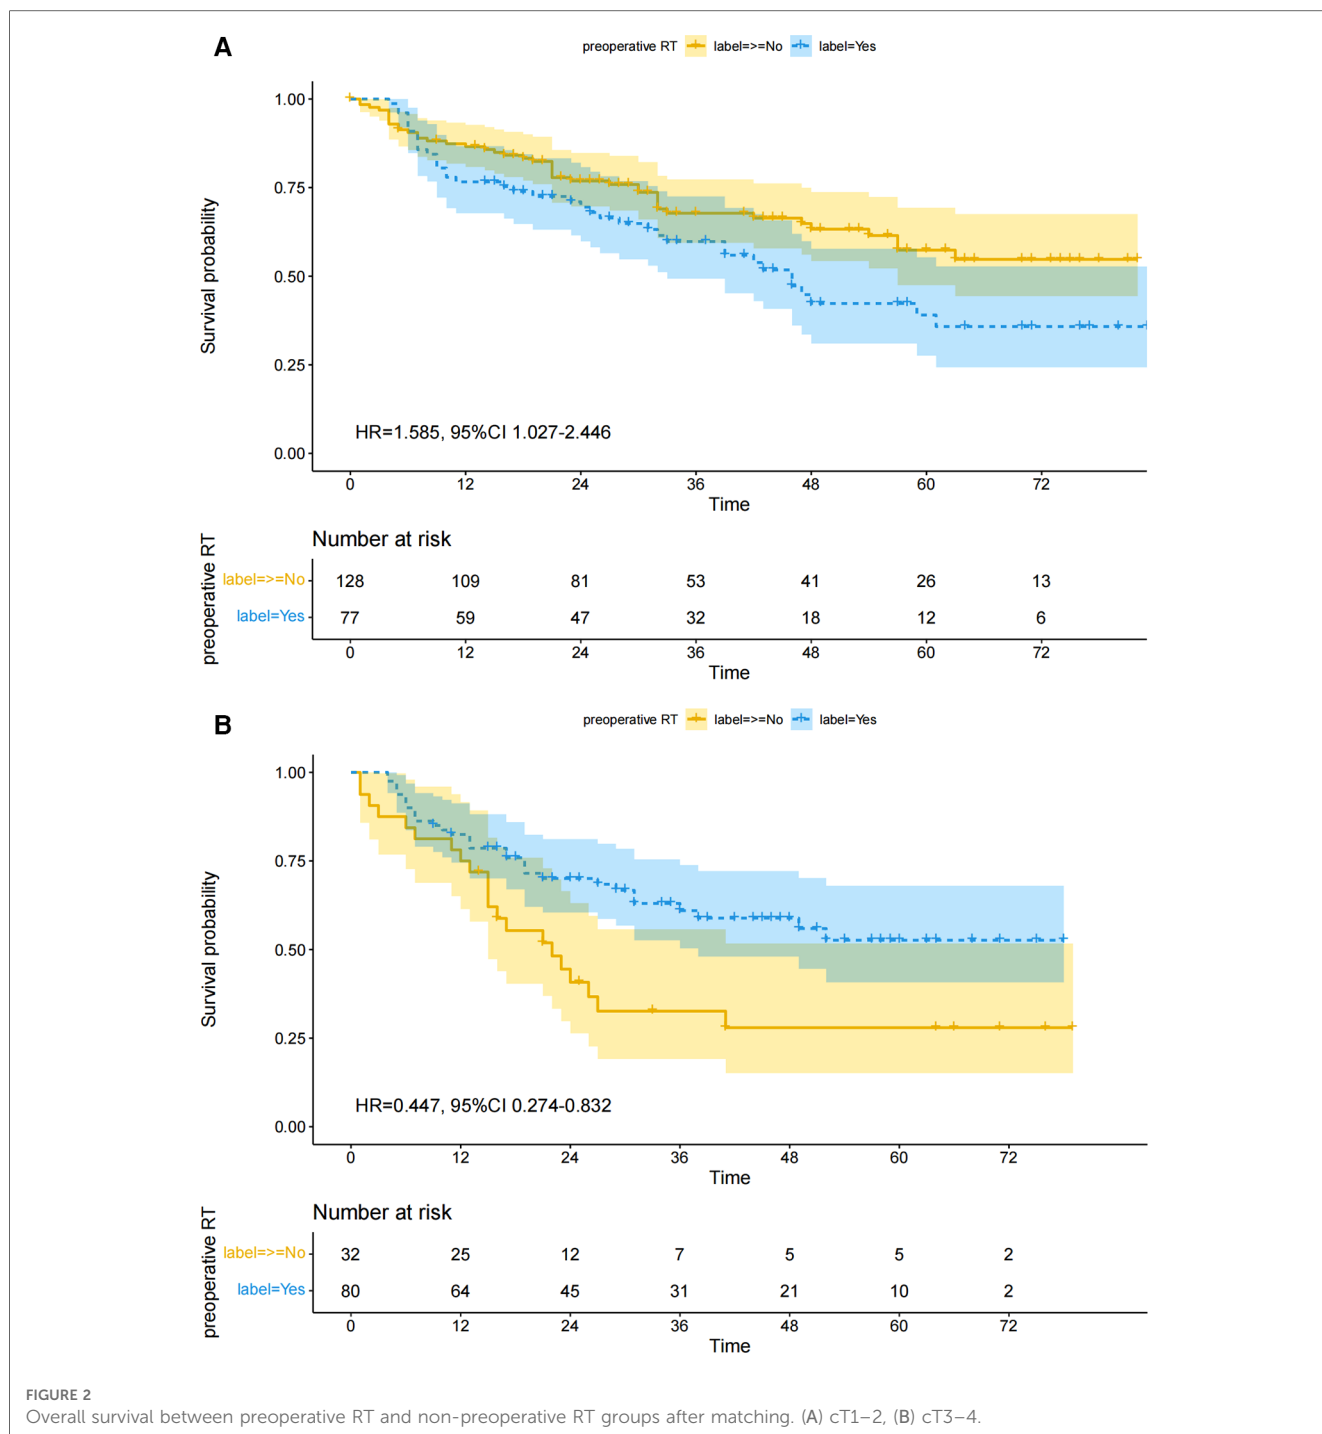 A
preoperative RT label=>=No label=Yes
1.00
0.75
0.50
0.25
0.00
Survival probability
HR=1.585, 95%CI 1.027-2.446
0 12 24 36 48 60 72
Time
Number at risk
preoperative RT
label=>=No 128 109 81 53 41 26 13
label=Yes 77 59 47 32 18 12 6
0 12 24 36 48 60 72
Time
B
preoperative RT label=>=No label=Yes
1.00
0.75
0.50
0.25
0.00
Survival probability
HR=0.447, 95%CI 0.274-0.832
0 12 24 36 48 60 72
Time
Number at risk
preoperative RT
label=>=No 32 25 12 7 5 5 2
label=Yes 80 64 45 31 21 10 2
0 12 24 36 48 60 72
Time
FIGURE 2
Overall survival between preoperative RT and non-preoperative RT groups after matching. (A) cT1–2, (B) cT3–4.